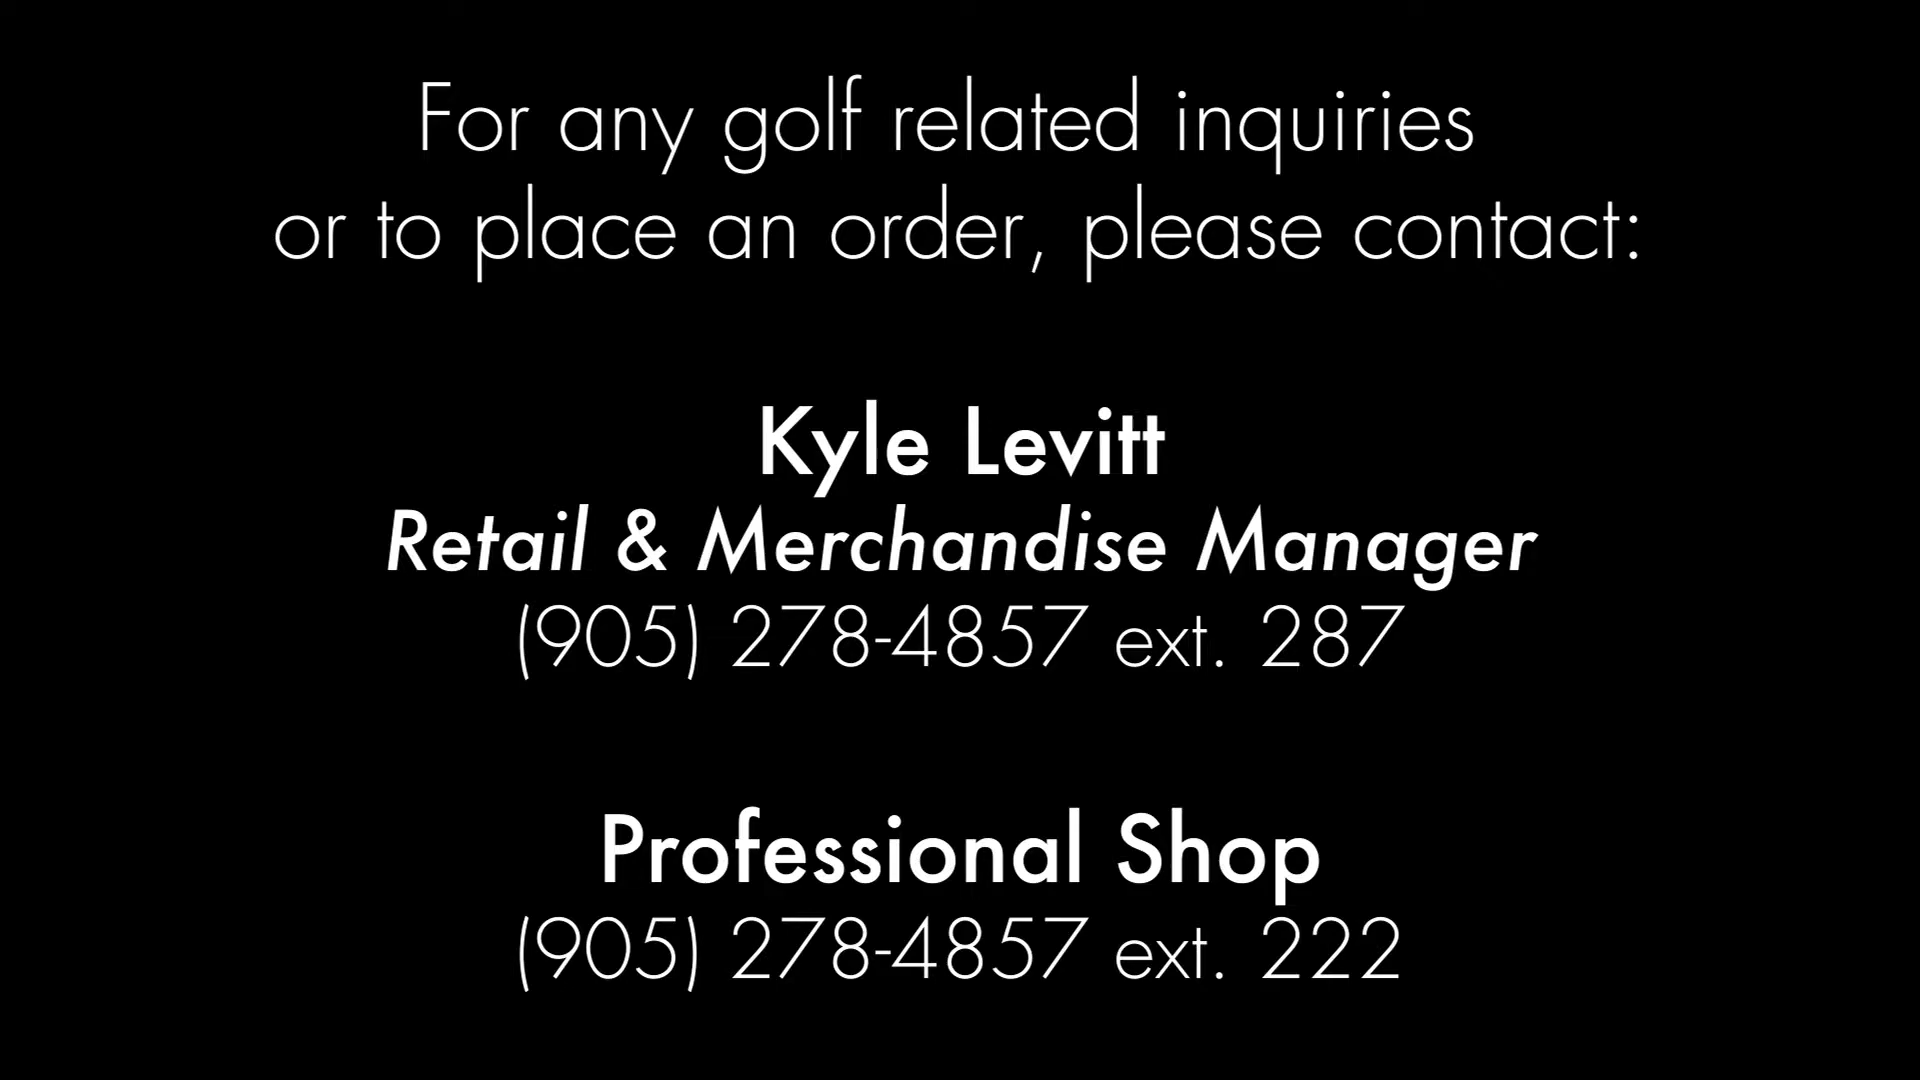 For any golf related inquiries
or to place an order, please contact:
Kyle Levitt
Retail & Merchandise Manager
(905) 278-4857 ext. 287
Professional Shop
(905) 278-4857 ext. 222